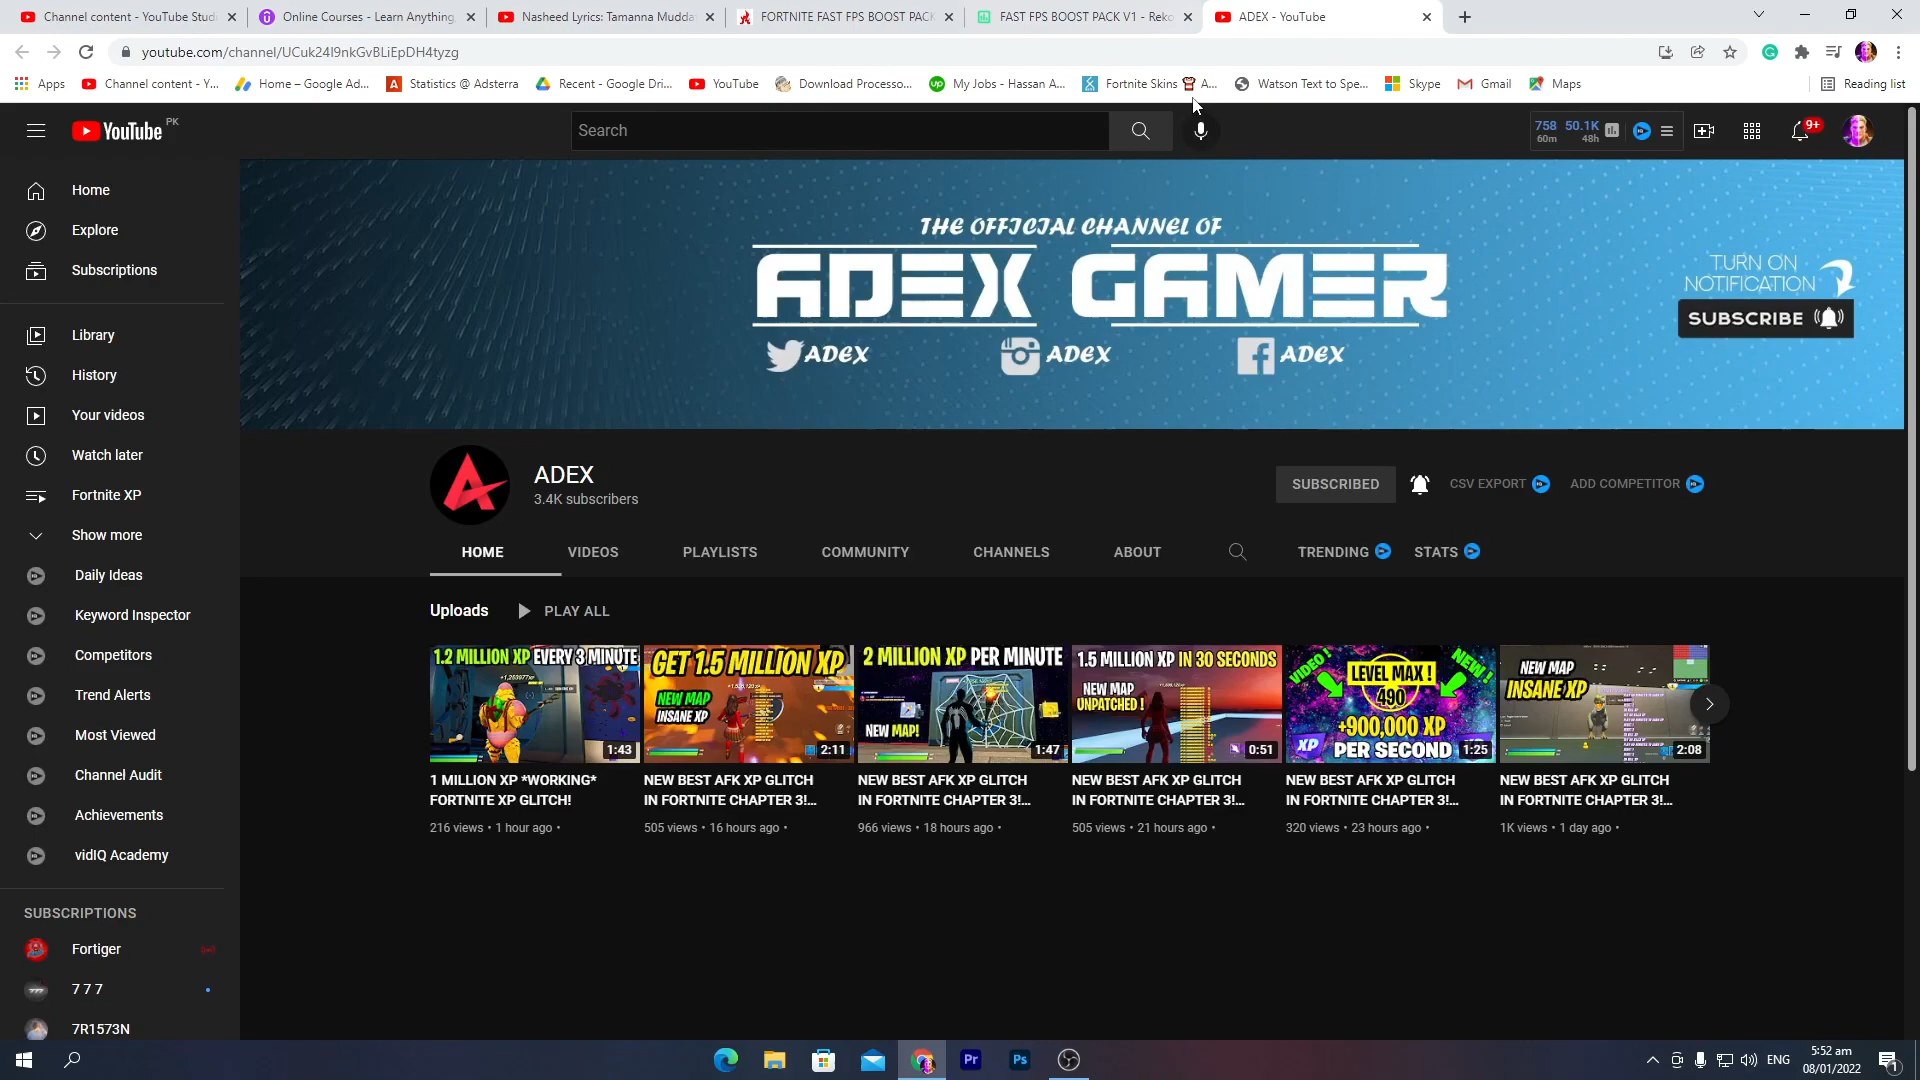 Channel content - YouTube Studi
Online Courses - Learn Anything,
Nasheed Lyrics: Tamanna Mudda
FORTNITE FAST FPS BOOST PACK
FAST FPS BOOST PACK V1 - Reko
ADEX - YouTube
youtube.com/channel/UCuk24I9nkGvBLiEpDH4tyzg
Apps
Channel content - Y...
Home – Google Ad...
Statistics @ Adsterra
Recent - Google Dri...
YouTube
Download Processo...
My Jobs - Hassan A...
Fortnite Skins
A...
Watson Text to Spe...
Skype
Gmail
Maps
Reading list
YouTube PK
Search
758 50.1K
60m 48h
9+
Home
Explore
Subscriptions
Library
History
Your videos
Watch later
Fortnite XP
Show more
Daily Ideas
Keyword Inspector
Competitors
Trend Alerts
Most Viewed
Channel Audit
Achievements
vidIQ Academy
SUBSCRIPTIONS
Fortiger
7 7 7
7R1573N
THE OFFICIAL CHANNEL OF
ADEX GAMER
ADEX ADEX ADEX
TURN ON
NOTIFICATION
SUBSCRIBE
ADEX
3.4K subscribers
SUBSCRIBED
CSV EXPORT
ADD COMPETITOR
HOME VIDEOS PLAYLISTS COMMUNITY CHANNELS ABOUT TRENDING STATS
Uploads PLAY ALL
1.2 MILLION XP EVERY 3 MINUTE
1:43
1 MILLION XP *WORKING*
FORTNITE XP GLITCH!
216 views • 1 hour ago •
GET 1.5 MILLION XP
NEW MAP
INSANE XP
2:11
NEW BEST AFK XP GLITCH
IN FORTNITE CHAPTER 3!...
505 views • 16 hours ago •
2 MILLION XP PER MINUTE
NEW MAP!
1:47
NEW BEST AFK XP GLITCH
IN FORTNITE CHAPTER 3!...
966 views • 18 hours ago •
1.5 MILLION XP IN 30 SECONDS
NEW MAP
UNPATCHED !
0:51
NEW BEST AFK XP GLITCH
IN FORTNITE CHAPTER 3!...
505 views • 21 hours ago •
VIDEO !
NEW !
LEVEL MAX !
490
+900,000 XP
XP PER SECOND
1:25
NEW BEST AFK XP GLITCH
IN FORTNITE CHAPTER 3!...
320 views • 23 hours ago •
NEW MAP
INSANE XP
2:08
NEW BEST AFK XP GLITCH
IN FORTNITE CHAPTER 3!...
1K views • 1 day ago •
Pr
Ps
ENG
5:52 am
08/01/2022
1